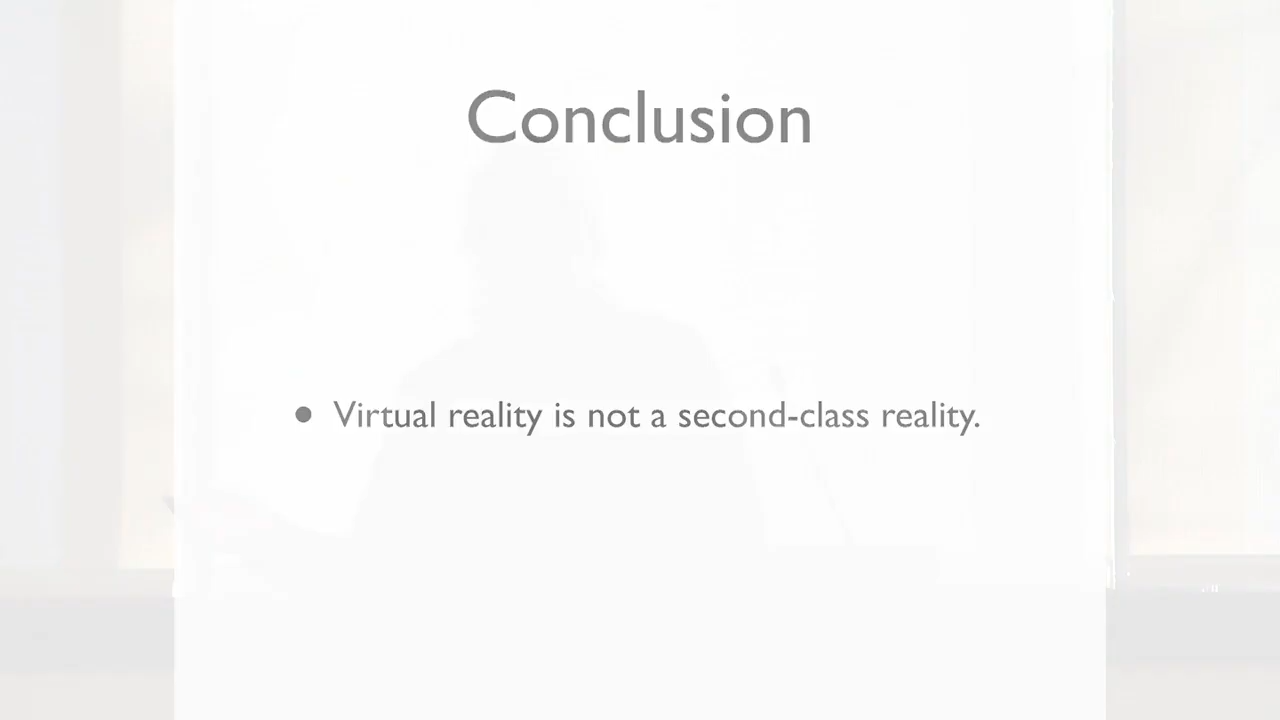 Conclusion
• Virtual reality is not a second-class reality.